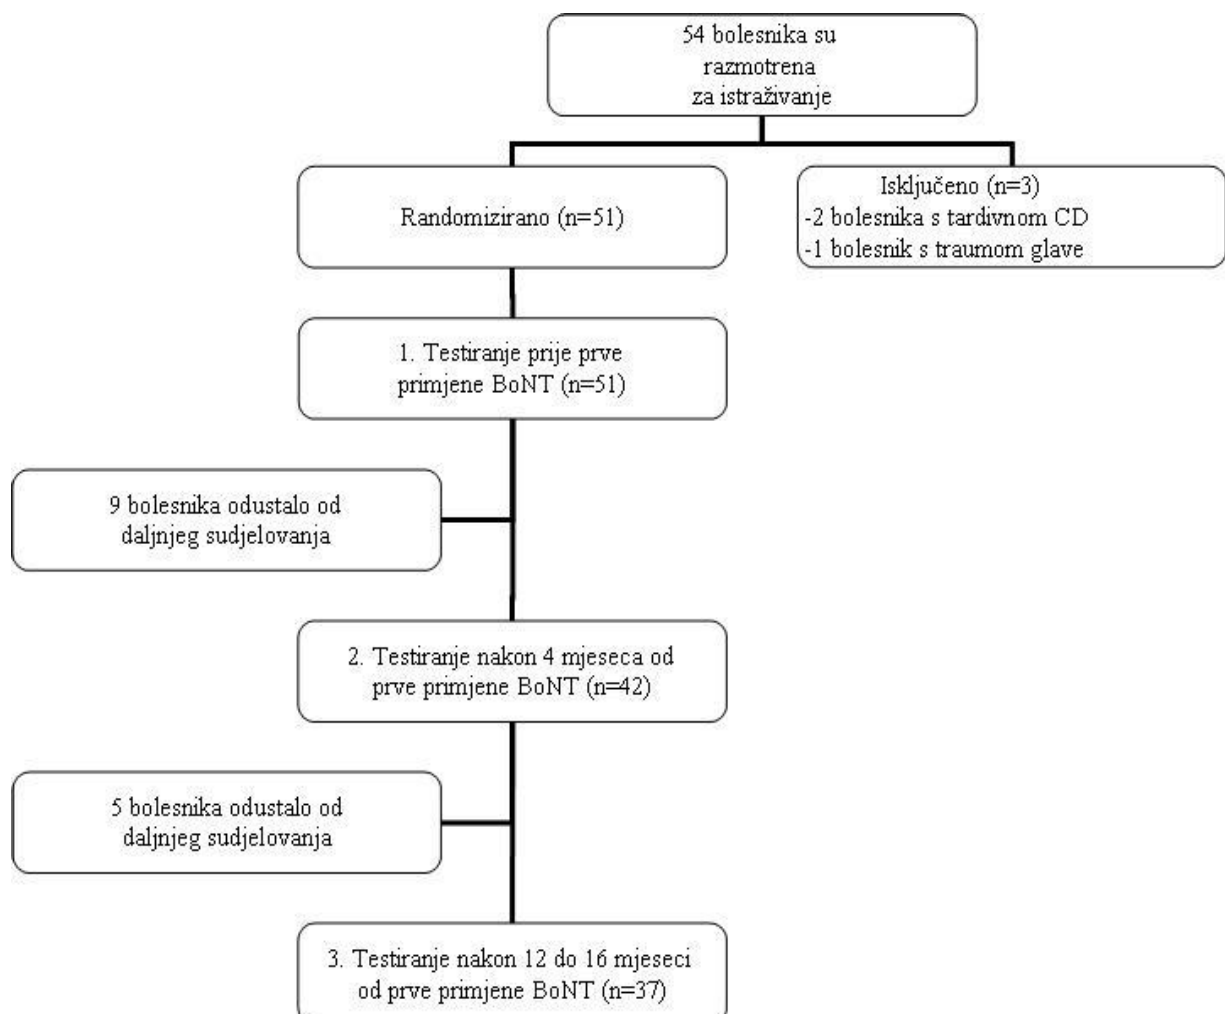 54 bolesnika su
razmotrena
za istraživanje
Randomizirano (n=51)
Isključeno (n=3)
-2 bolesnika s tardivnom CD
-1 bolesnik s traumom glave
1. Testiranje prije prve
primjene BoNT (n=51)
9 bolesnika odustalo od
daljnjeg sudjelovanja
2. Testiranje nakon 4 mjeseca od
prve primjene BoNT (n=42)
5 bolesnika odustalo od
daljnjeg sudjelovanja
3. Testiranje nakon 12 do 16 mjeseci
od prve primjene BoNT (n=37)